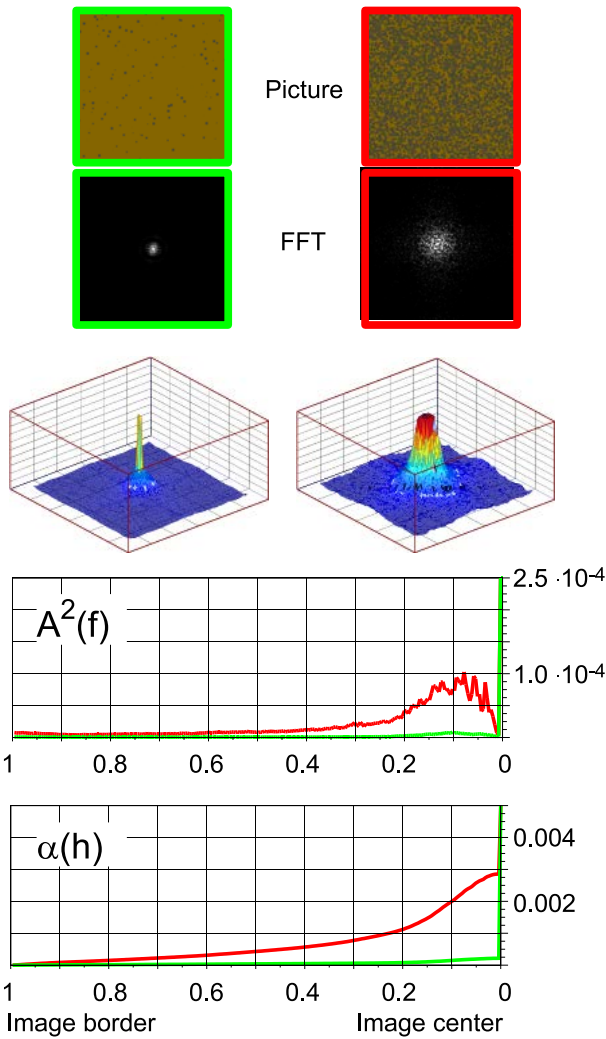 Picture
FFT
A²(f)
2.5 ·10⁻⁴
1.0 ·10⁻⁴
1 0.8 0.6 0.4 0.2 0
α(h)
0.004
0.002
1 0.8 0.6 0.4 0.2 0
Image border Image center